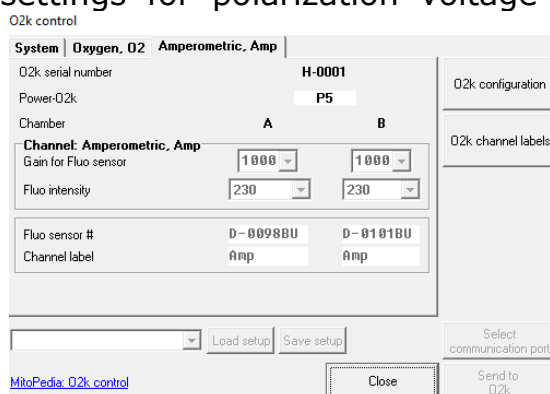 settings for polarization voltage
O2k control
System Oxygen, O2 Amperometric, Amp
O2k serial number H-0001
Power-O2k P5
Chamber A B
Channel: Amperometric, Amp
Gain for Fluo sensor 1000 1000
Fluo intensity 230 230
Fluo sensor # D-0098BU D-0101BU
Channel label Amp Amp
Load setup Save setup
MitoPedia: O2k control
Close
O2k configuration
O2k channel labels
Select
communication port
Send to
O2k